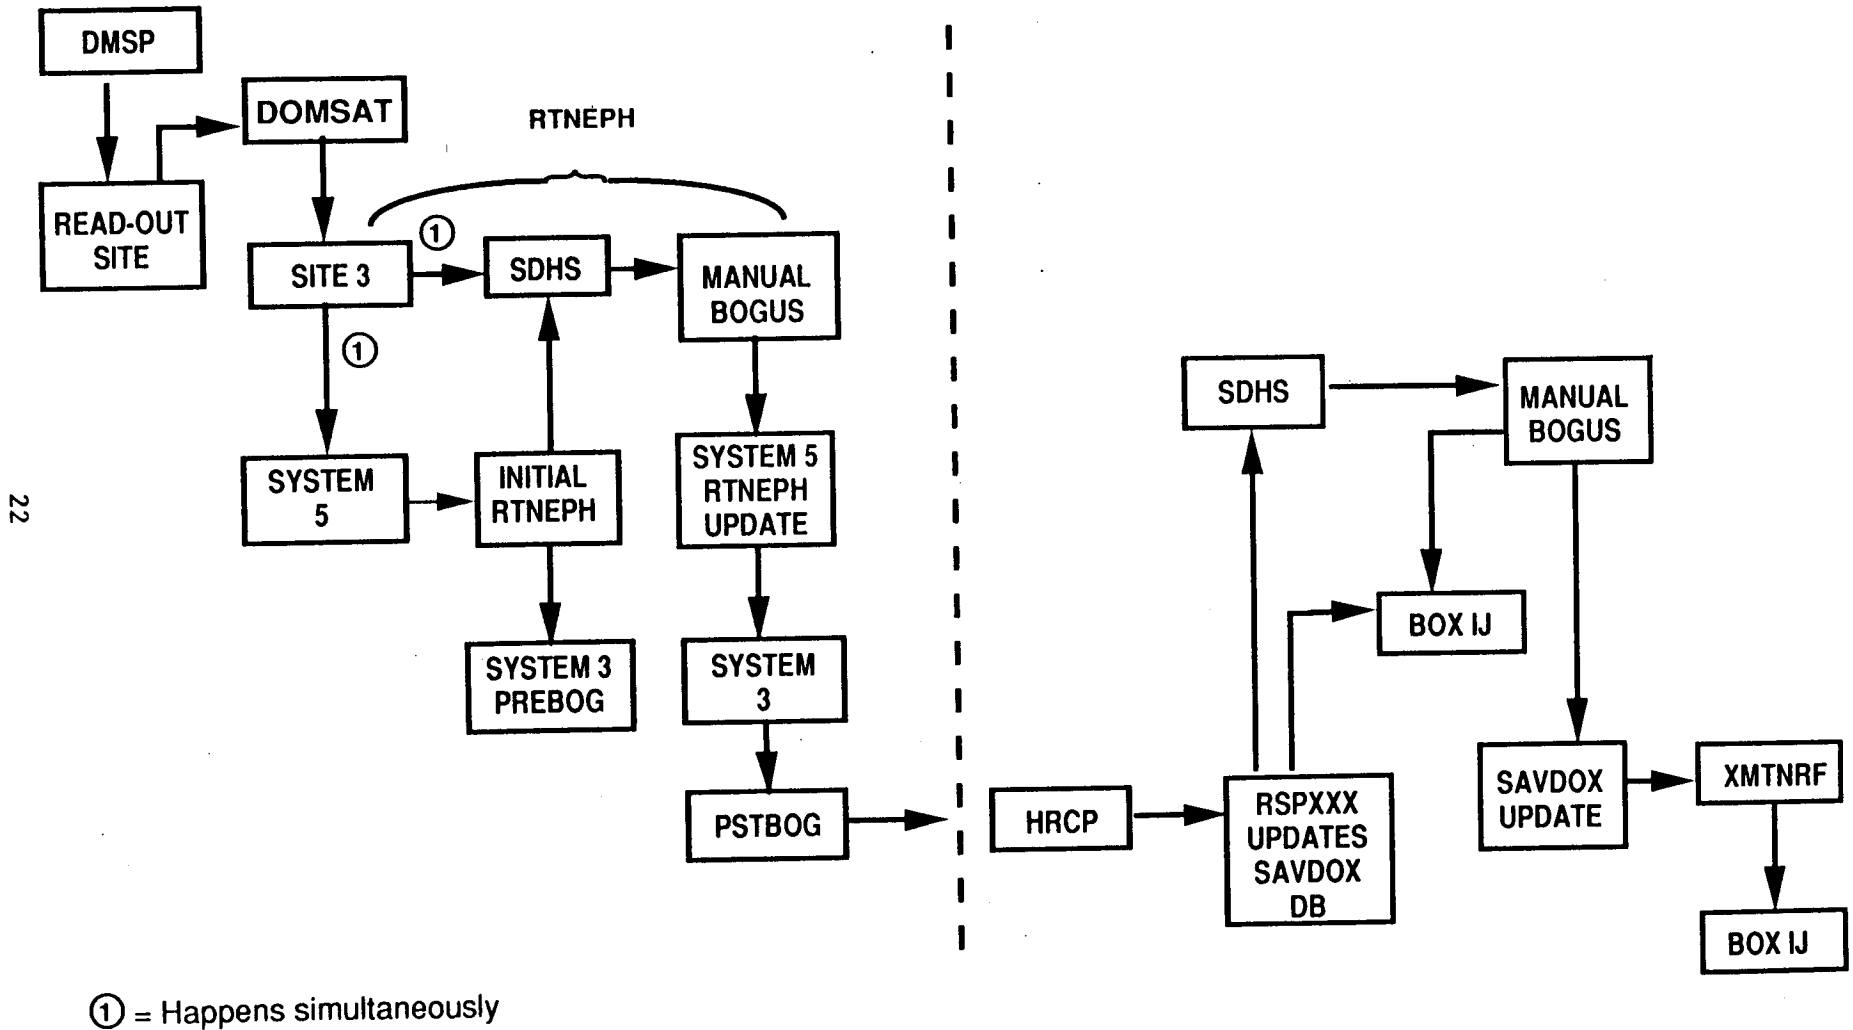 DMSP
DOMSAT
RTNEPH
READ-OUT
SITE
1
SITE 3
SDHS
MANUAL
BOGUS
1
SYSTEM
5
INITIAL
RTNEPH
SYSTEM 5
RTNEPH
UPDATE
SYSTEM 3
PREBOG
SYSTEM
3
PSTBOG
HRCP
RSPXXX
UPDATES
SAVDOX
DB
SDHS
MANUAL
BOGUS
BOX IJ
SAVDOX
UPDATE
XMTNRF
BOX IJ
22
1 = Happens simultaneously